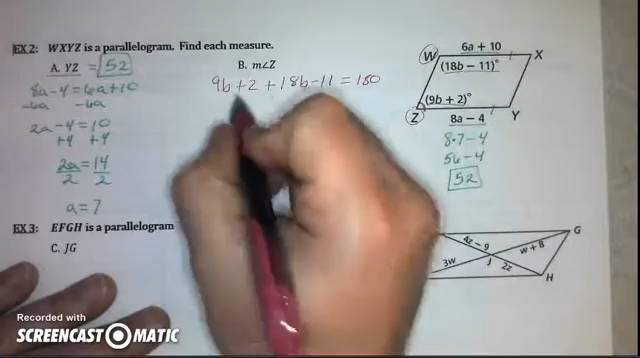 EX 2: WXYZ is a parallelogram. Find each measure.
A. YZ = 52
8a - 4 = 6a + 10
-6a -6a
2a - 4 = 10
+4 +4
2a = 14
2 2
a = 7
B. m∠Z
9b + 2 + 18b - 11 = 180
6a + 10
W X
(18b − 11)°
(9b + 2)°
Z Y
8a − 4
8·7 - 4
56 - 4
52
EX 3: EFGH is a parallelogram
C. JG
G
4z − 9 w + 8
3w J 2z
H
Recorded with
SCREENCAST MATIC